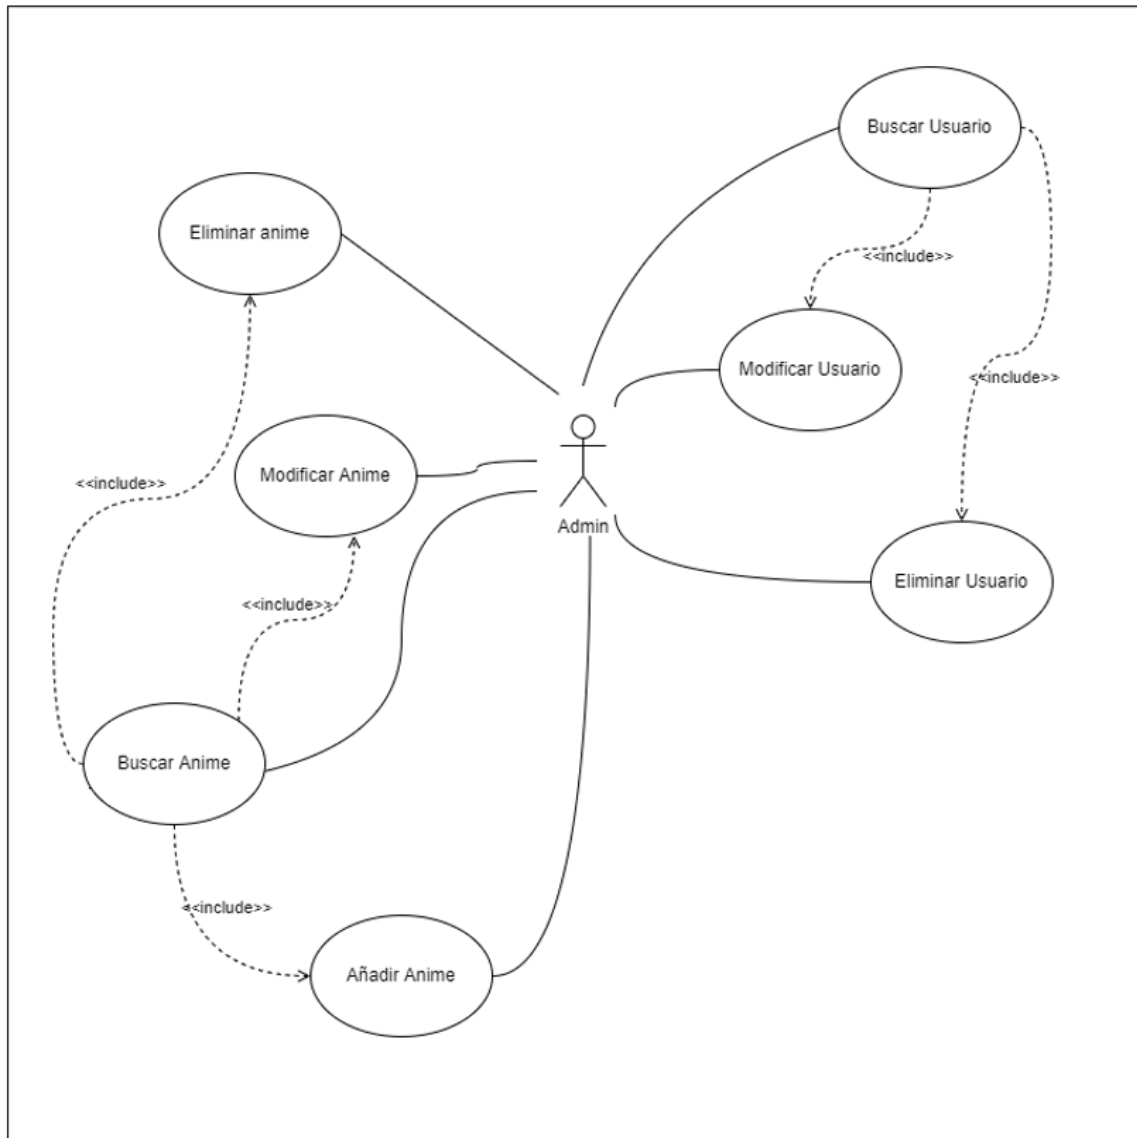 Buscar Usuario
Eliminar anime
<<include>>
Modificar Usuario
<<include>>
Modificar Anime
<<include>>
Admin
Eliminar Usuario
<<include>>
Buscar Anime
<<include>>
Añadir Anime